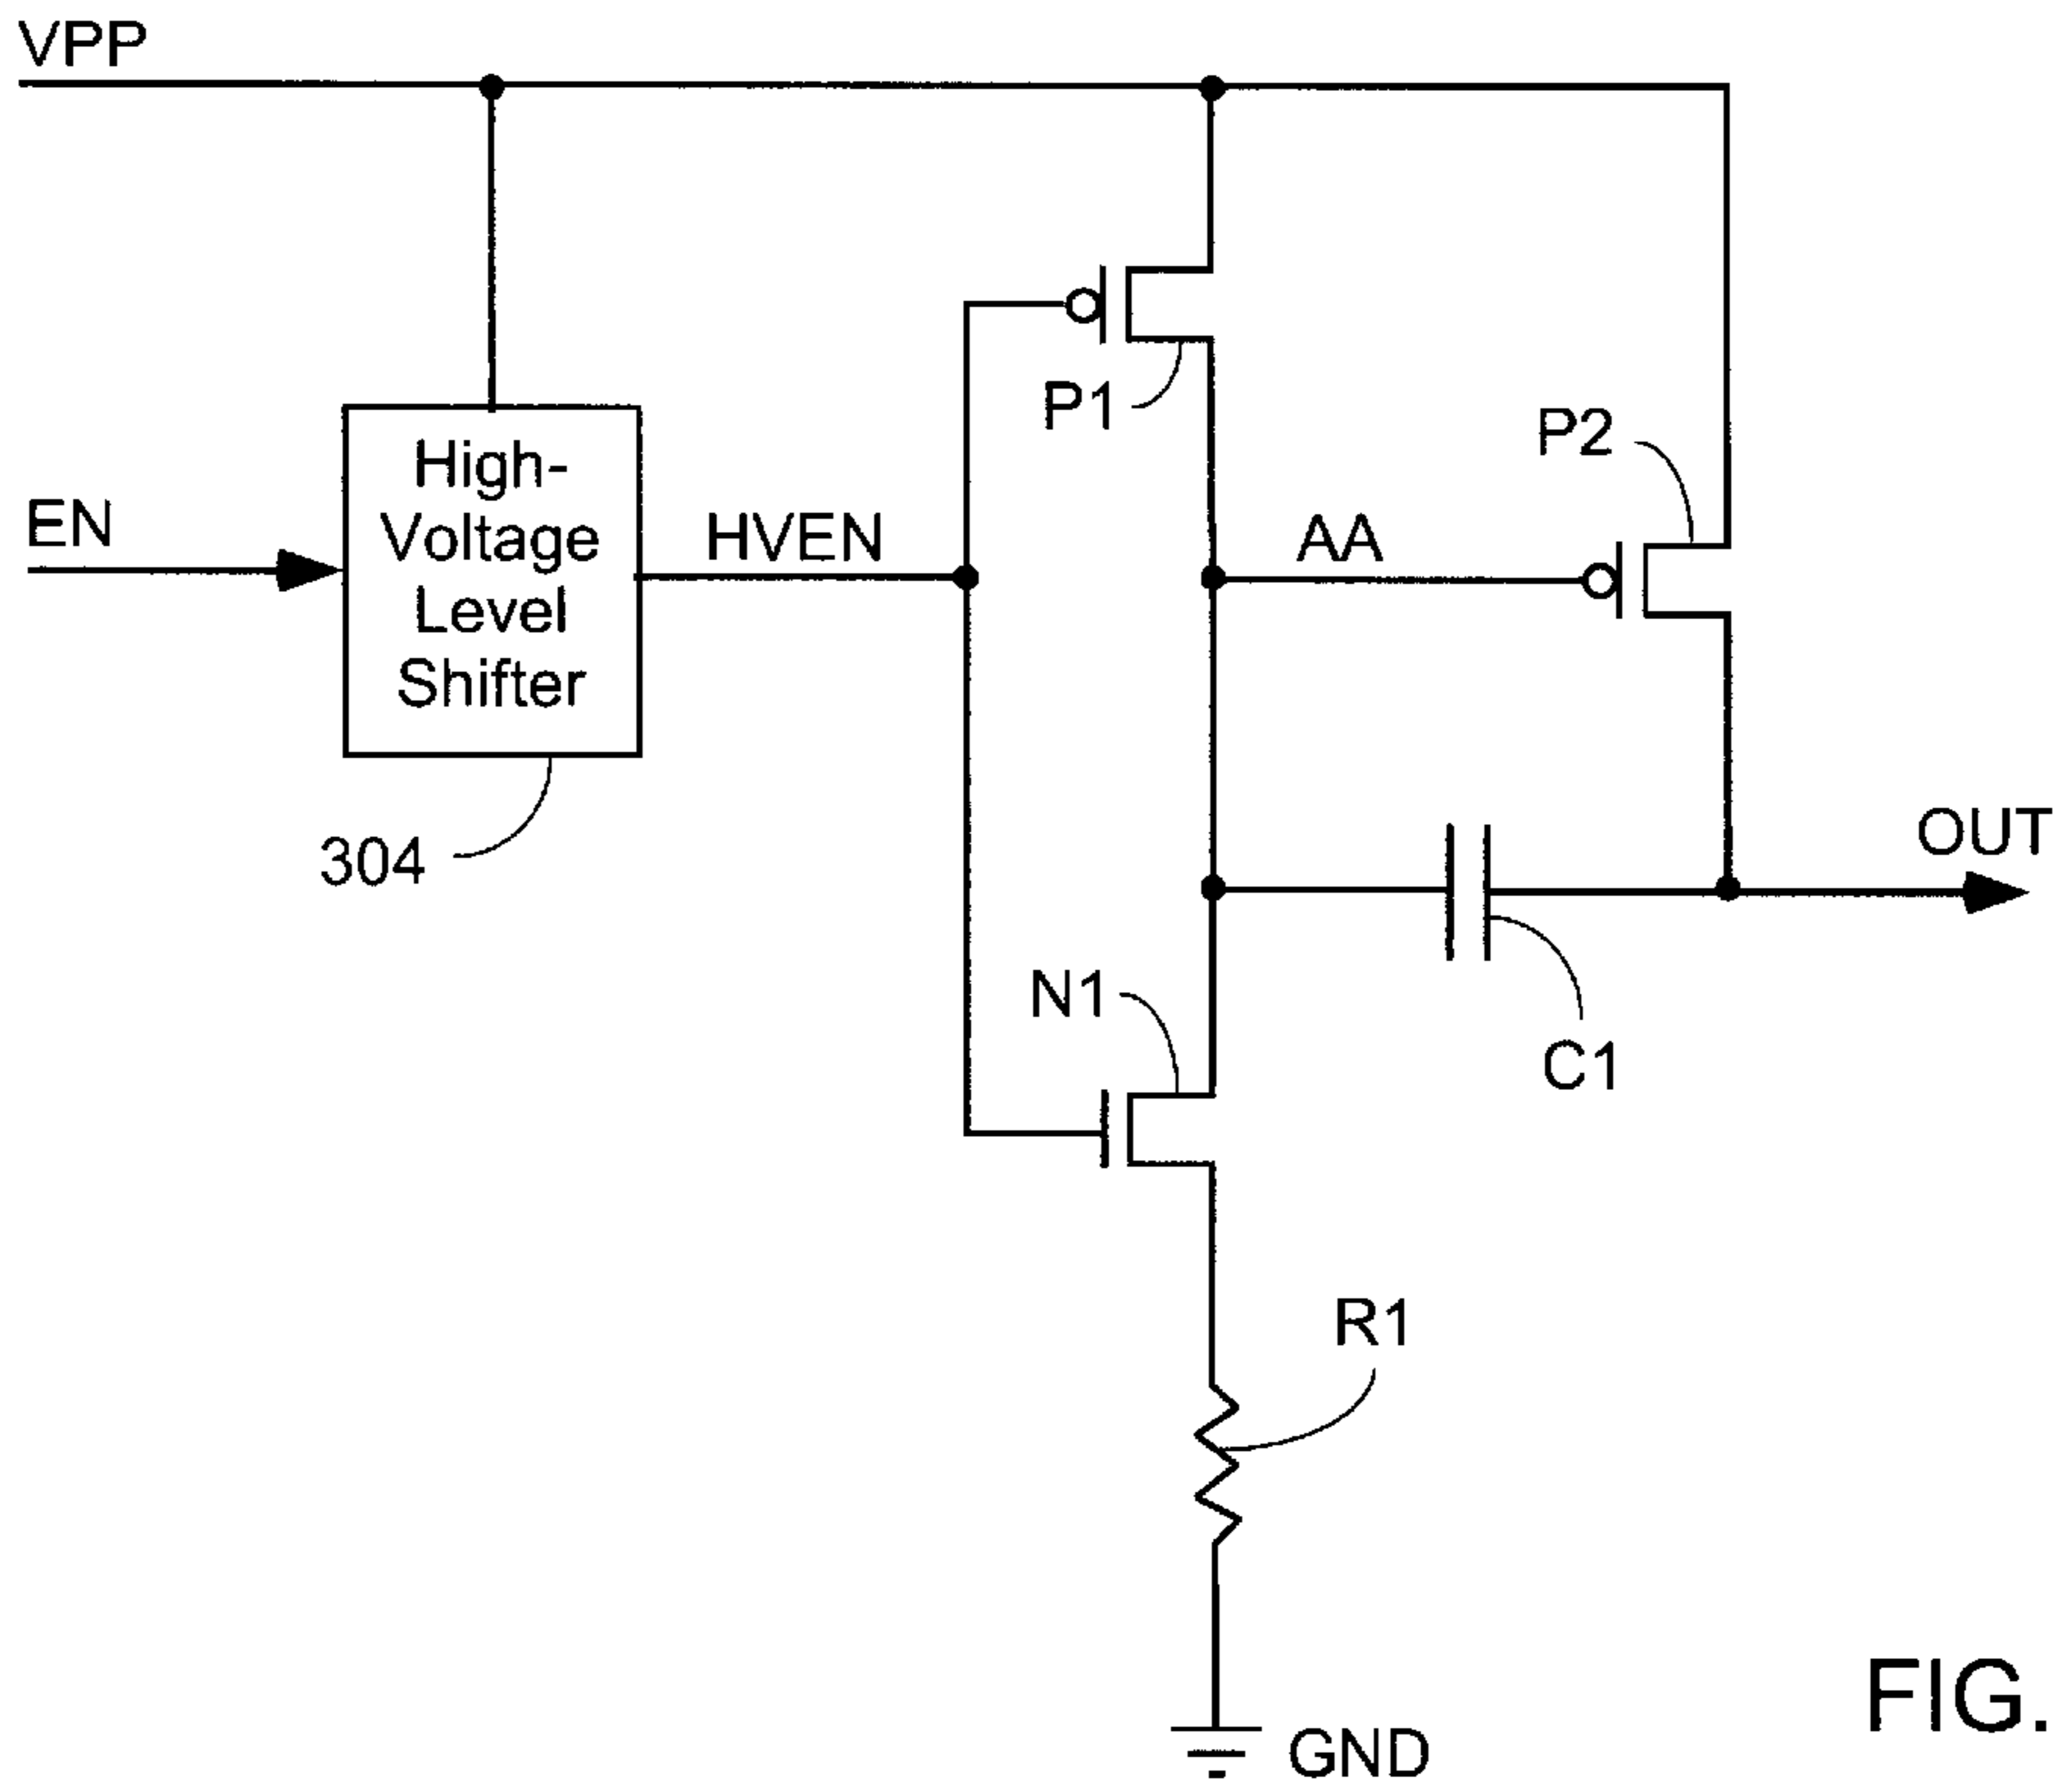 VPP
P1
P2
EN
High-
Voltage
Level
Shifter
HVEN
AA
304
OUT
N1
C1
R1
GND
FIG.